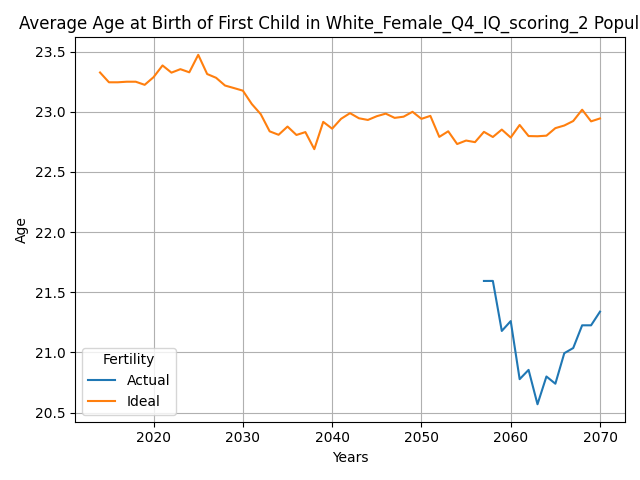 Average Age at Birth of First Child in White_Female_Q4_IQ_scoring_2 Popul
23.5
23.0
22.5
22.0
21.5
21.0
20.5
Age
Fertility
Actual
Ideal
2020 2030 2040 2050 2060 2070
Years